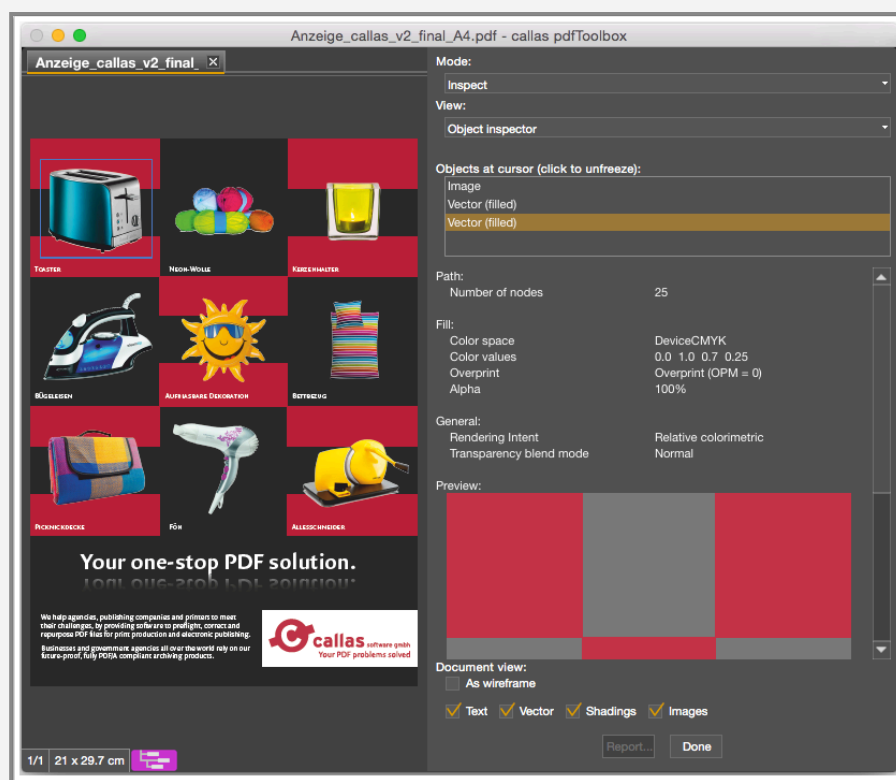 Anzeige_callas_v2_final_A4.pdf - callas pdfToolbox
Anzeige_callas_v2_final_
Mode:
Inspect
View:
Object inspector
Objects at cursor (click to unfreeze):
Image
Vector (filled)
Vector (filled)
Path:
Number of nodes 25
Fill:
Color space DeviceCMYK
Color values 0.0 1.0 0.7 0.25
Overprint Overprint (OPM = 0)
Alpha 100%
General:
Rendering Intent Relative colorimetric
Transparency blend mode Normal
Preview:
Document view:
As wireframe
Text Vector Shadings Images
Report... Done
Toaster
Neon-Wolle
Kerzenhalter
Bügeleisen
Aufblasbare Dekoration
Bettbezug
Picknickdecke
Fön
Allesschneider
Your one-stop PDF solution.
We help agencies, publishing companies and printers to meet
their challenges, by providing software to preflight, correct and
repurpose PDF files for print production and electronic publishing.
Businesses and government agencies all over the world rely on our
future-proof, fully PDF/A compliant archiving products.
callas software gmbh
Your PDF problems solved
1/1 21 x 29.7 cm